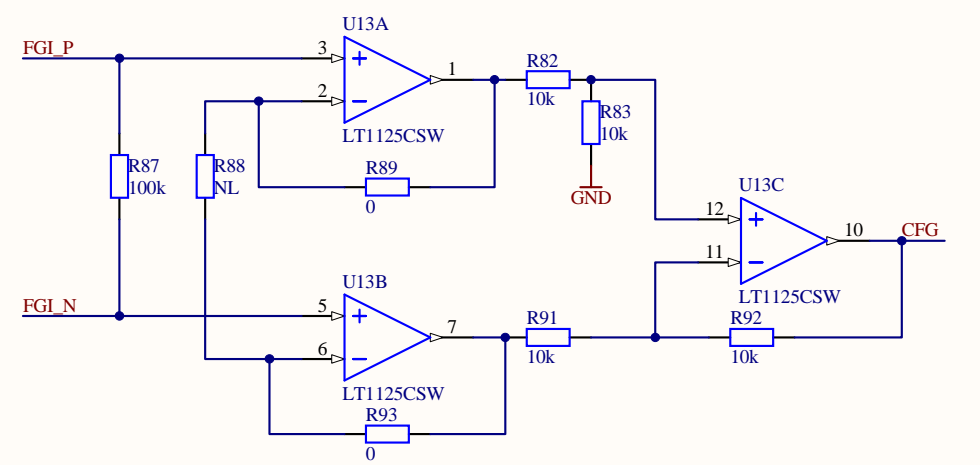 U13A
FGI_P
3
2
1
LT1125CSW
R82
10k
R83
10k
GND
R87
100k
R88
NL
R89
0
U13C
12
11
10
CFG
LT1125CSW
U13B
FGI_N
5
6
7
LT1125CSW
R91
10k
R92
10k
R93
0